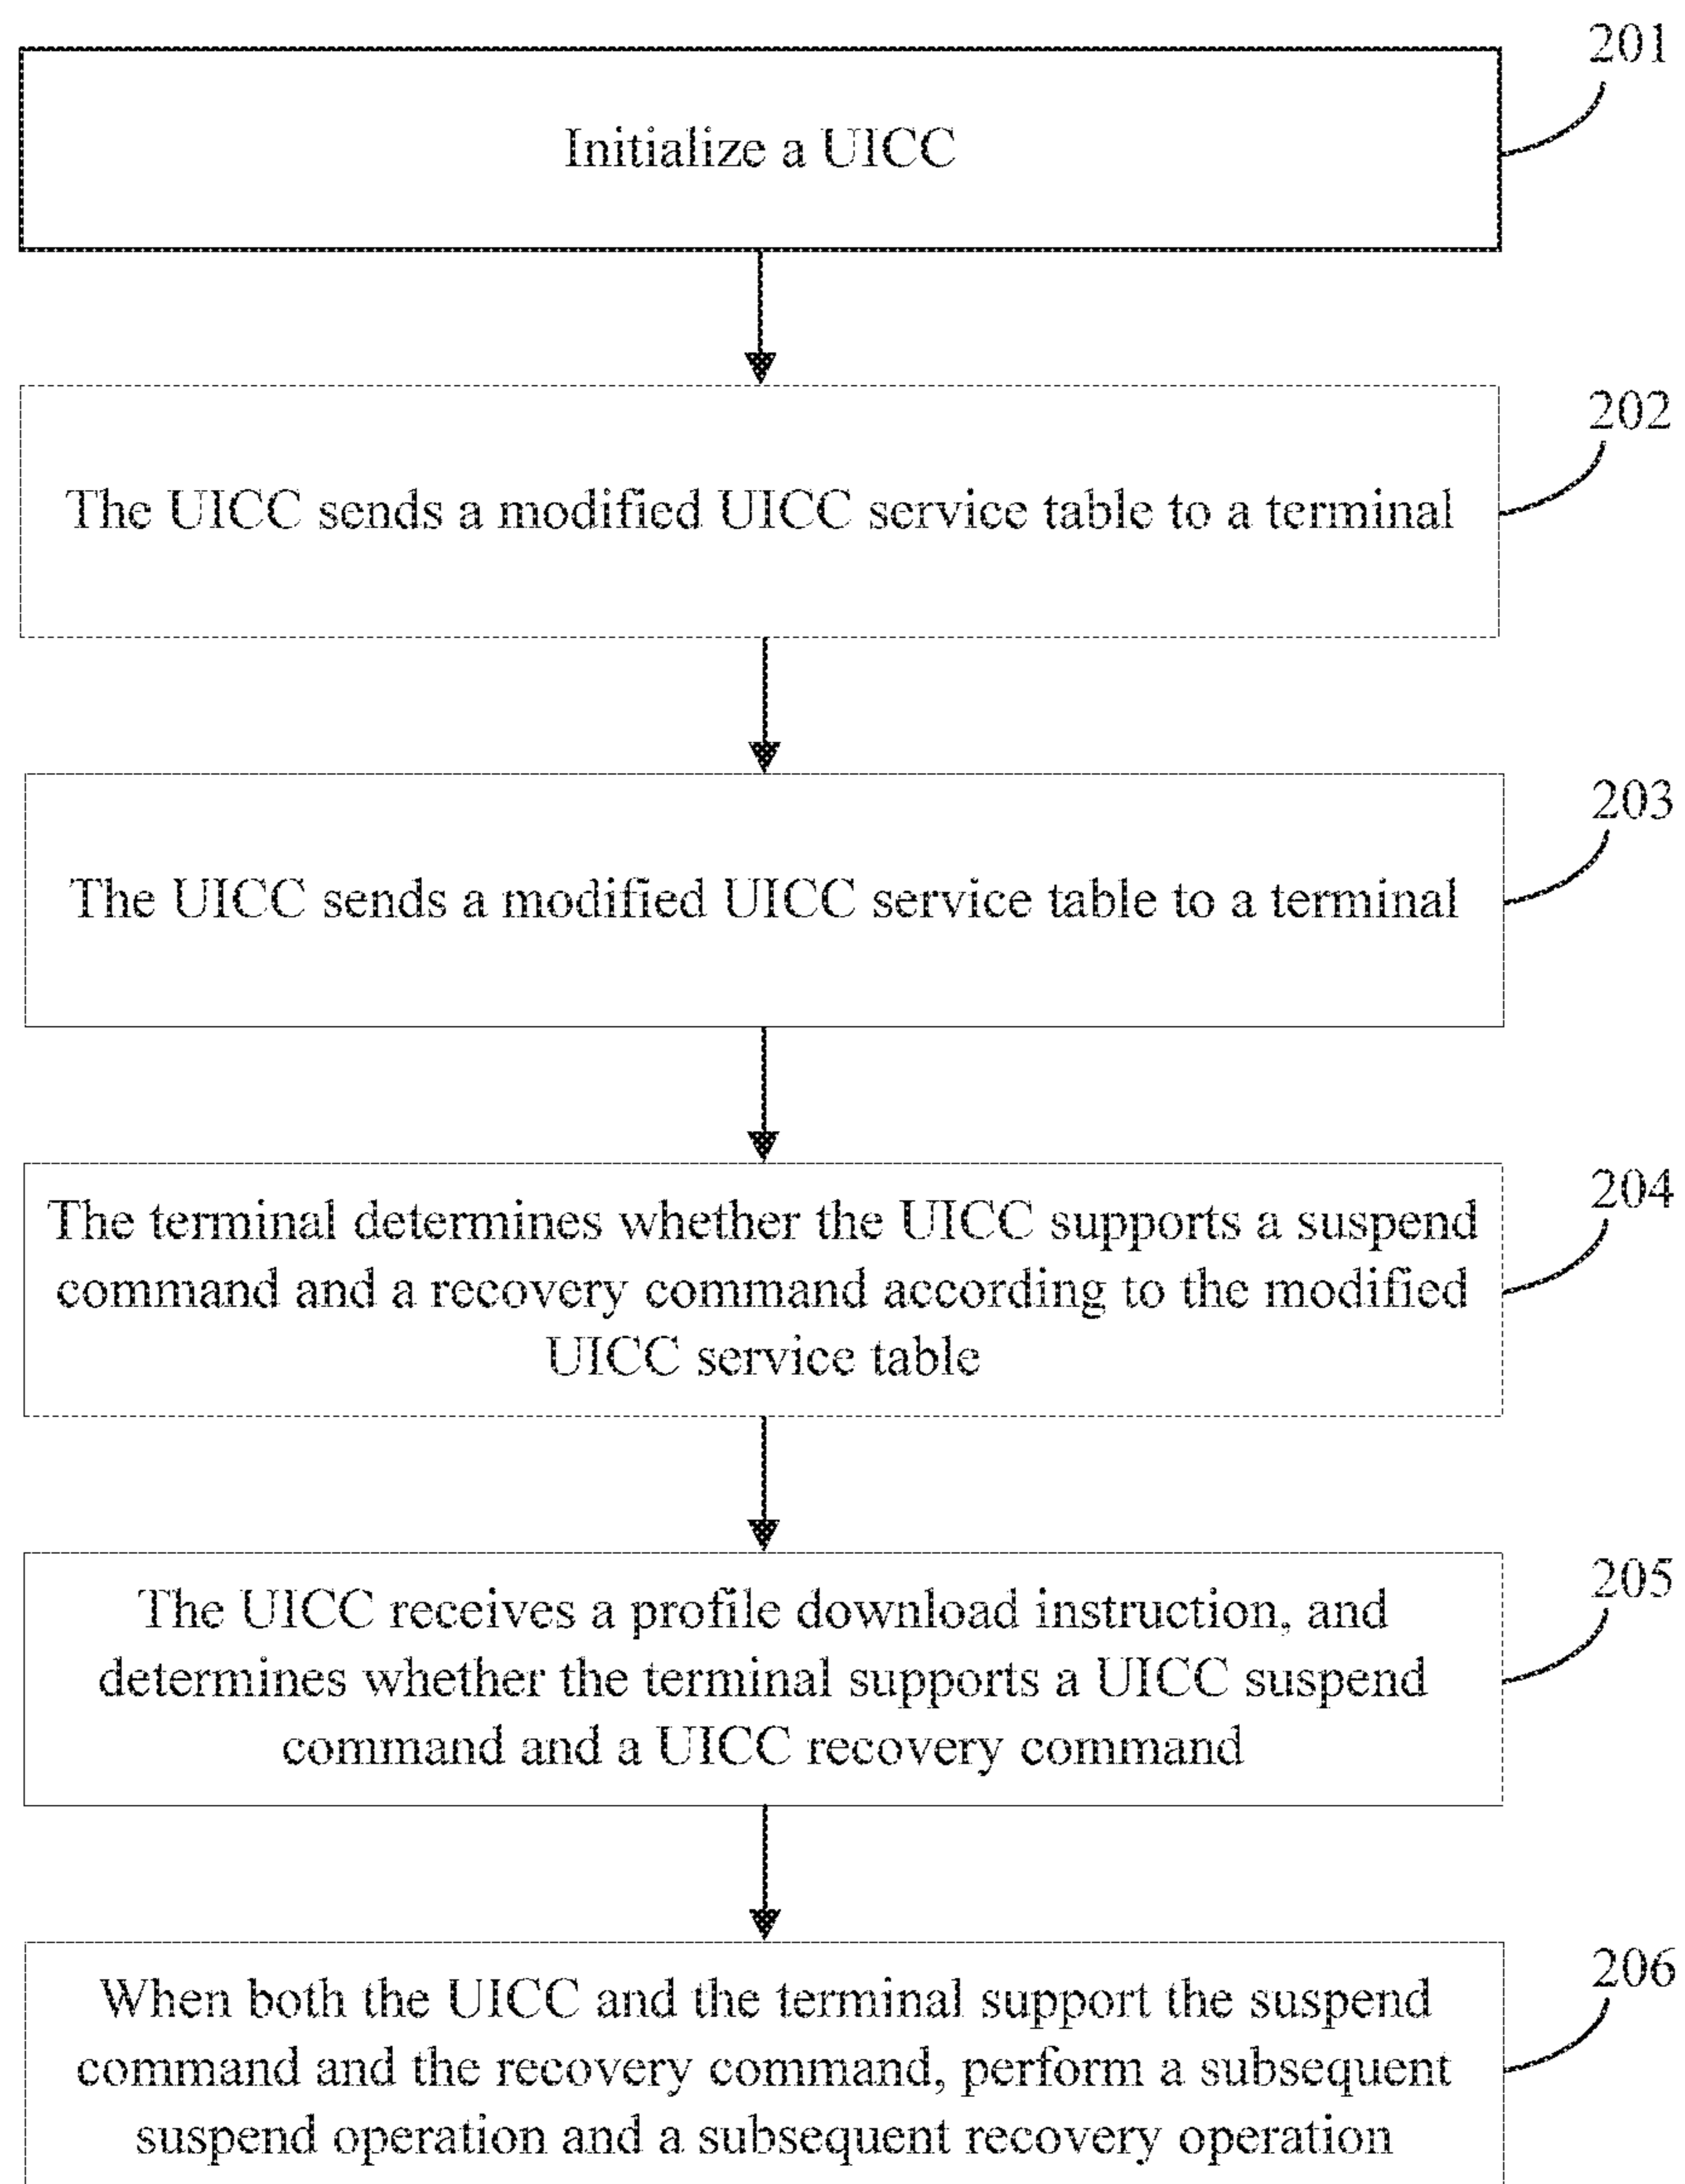 201
Initialize a UICC
202
The UICC sends a modified UICC service table to a terminal
203
The UICC sends a modified UICC service table to a terminal
204
The terminal determines whether the UICC supports a suspend
command and a recovery command according to the modified
UICC service table
205
The UICC receives a profile download instruction, and
determines whether the terminal supports a UICC suspend
command and a UICC recovery command
206
When both the UICC and the terminal support the suspend
command and the recovery command, perform a subsequent
suspend operation and a subsequent recovery operation